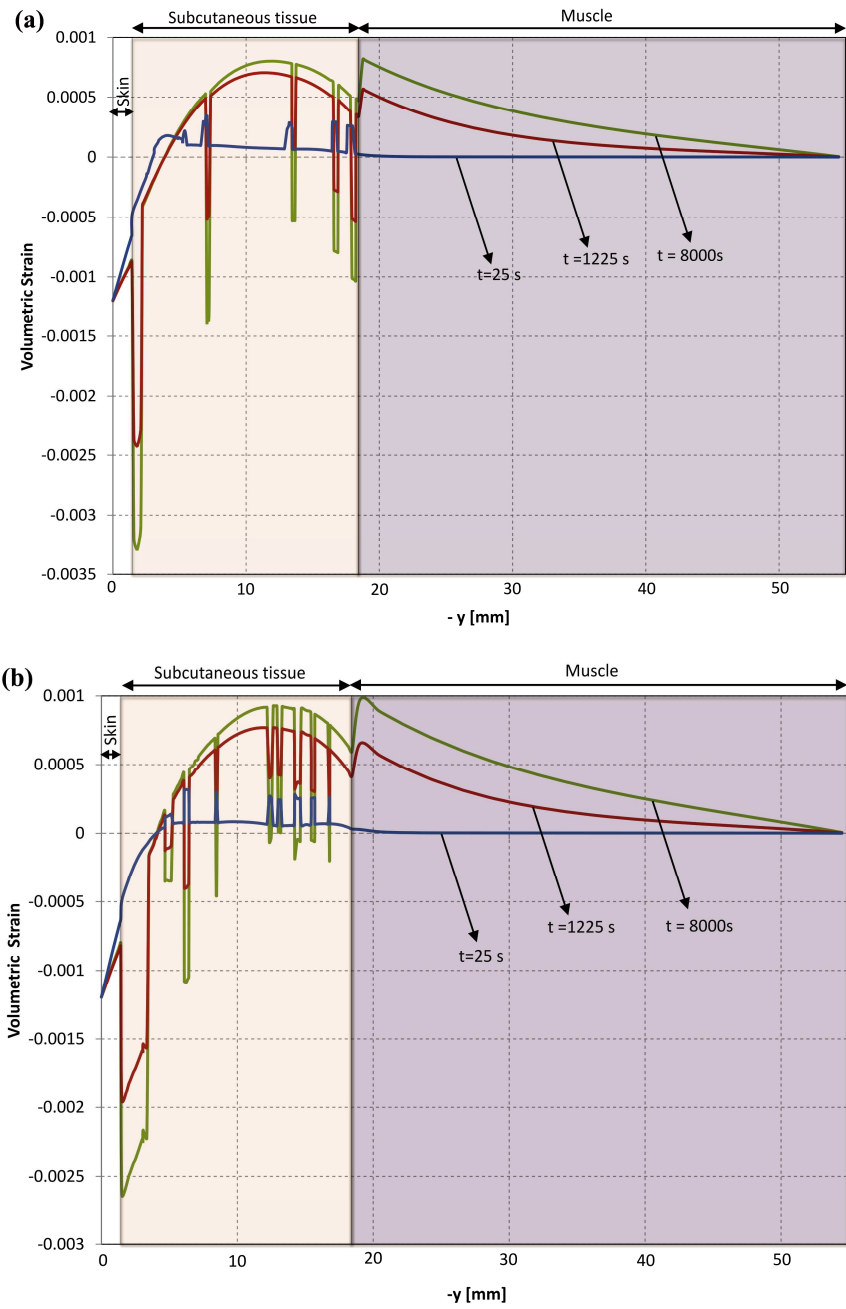 (a)
Subcutaneous tissue
Muscle
Skin
0.001
0.0005
0
-0.0005
-0.001
-0.0015
-0.002
-0.0025
-0.003
-0.0035
Volumetric Strain
t=25 s
t =1225 s
t = 8000s
0
10
20
30
40
50
- y [mm]
(b)
Subcutaneous tissue
Muscle
Skin
0.001
0.0005
0
-0.0005
-0.001
-0.0015
-0.002
-0.0025
-0.003
Volumetric Strain
t=25 s
t =1225 s
t = 8000s
0
10
20
30
40
50
-y [mm]